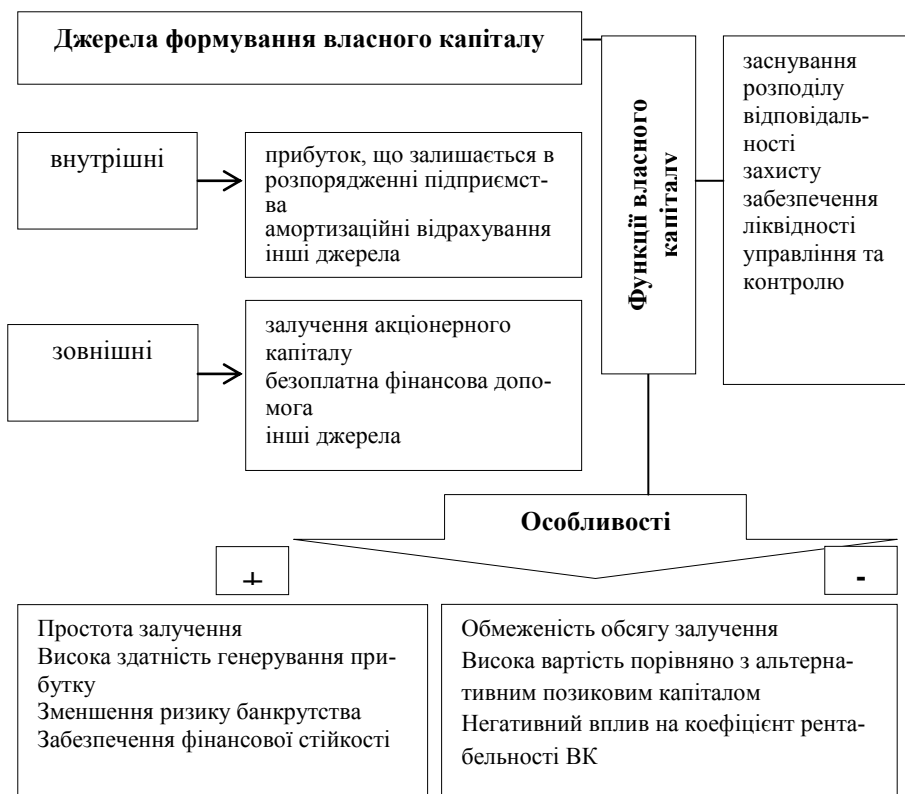 Джерела формування власного капіталу
внутрішні
прибуток, що залишається в
розпорядженні підприємст-
ва
амортизаційні відрахування
інші джерела
зовнішні
залучення акціонерного
капіталу
безоплатна фінансова допо-
мога
інші джерела
Функції власного
капіталу
заснування
розподілу
відповідаль-
ності
захисту
забезпечення
ліквідності
управління та
контролю
Особливості
+
-
Простота залучення
Висока здатність генерування при-
бутку
Зменшення ризику банкрутства
Забезпечення фінансової стійкості
Обмеженість обсягу залучення
Висока вартість порівняно з альтерна-
тивним позиковим капіталом
Негативний вплив на коефіцієнт рента-
бельності ВК